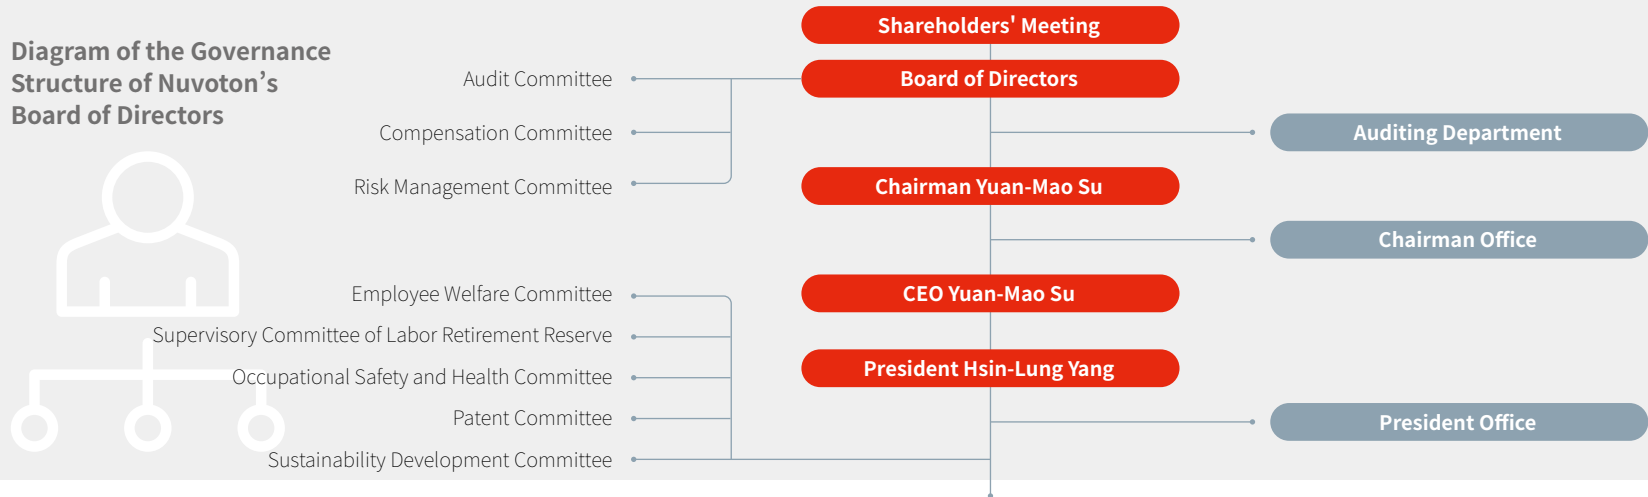 Diagram of the Governance
Structure of Nuvoton’s
Board of Directors
Shareholders' Meeting
Board of Directors
Audit Committee
Compensation Committee
Risk Management Committee
Auditing Department
Chairman Yuan-Mao Su
Chairman Office
CEO Yuan-Mao Su
President Hsin-Lung Yang
Employee Welfare Committee
Supervisory Committee of Labor Retirement Reserve
Occupational Safety and Health Committee
Patent Committee
Sustainability Development Committee
President Office